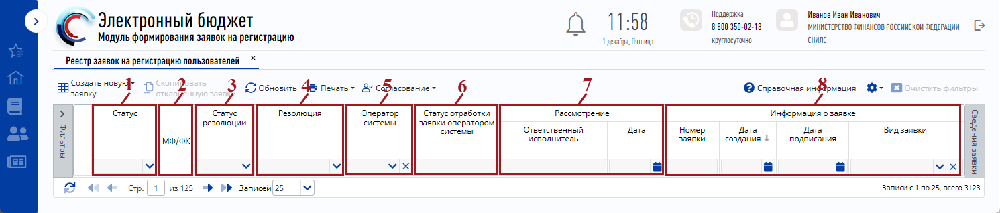 Электронный бюджет
Модуль формирования заявок на регистрацию
11:58
1 декабря, Пятница
Поддержка
8 800 350-02-18
круглосуточно
Иванов Иван Иванович
МИНИСТЕРСТВО ФИНАНСОВ РОССИЙСКОЙ ФЕДЕРАЦИИ
СНИЛС
Реестр заявок на регистрацию пользователей
Создать новую
заявку
Скопировать
отклоненную заявку
Обновить
Печать
Согласование
Справочная информация
Очистить фильтры
1
2
3
4
5
6
7
8
Фильтры
Статус
МФ/ФК
Статус
резолюции
Резолюция
Оператор
системы
Статус отработки
заявки оператором
системы
Рассмотрение
Ответственный
исполнитель
Дата
Информация о заявке
Номер
заявки
Дата
создания
Дата
подписания
Вид заявки
Сведения заявки
Стр. 1 из 125
Записей 25
Записи с 1 по 25, всего 3123